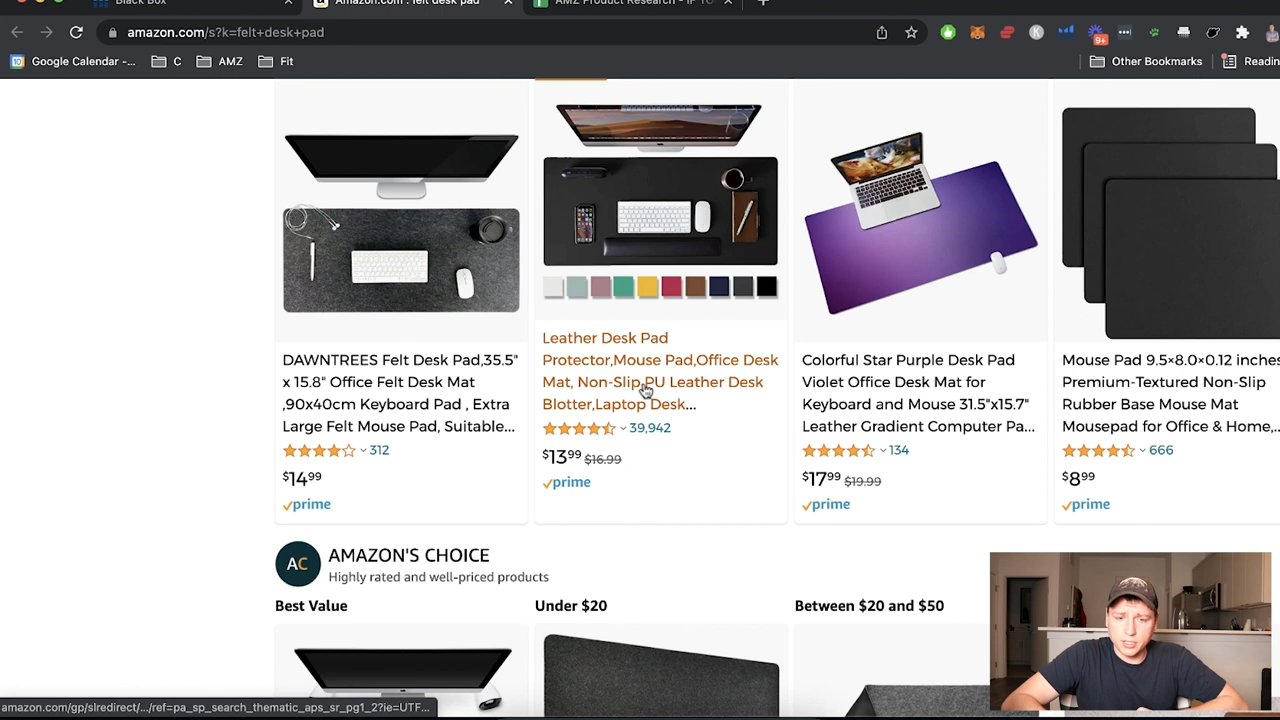 Black Box
Amazon.com : felt desk pad
AMZ Product Research - IP TO
amazon.com/s?k=felt+desk+pad
9+
10 Google Calendar -...
C
AMZ
Fit
Other Bookmarks
Readin
DAWNTREES Felt Desk Pad,35.5"
x 15.8" Office Felt Desk Mat
,90x40cm Keyboard Pad , Extra
Large Felt Mouse Pad, Suitable...
312
$14.99
prime
Leather Desk Pad
Protector,Mouse Pad,Office Desk
Mat, Non-Slip PU Leather Desk
Blotter,Laptop Desk...
39,942
$13.99 $16.99
prime
Colorful Star Purple Desk Pad
Violet Office Desk Mat for
Keyboard and Mouse 31.5"x15.7"
Leather Gradient Computer Pa...
134
$17.99 $19.99
prime
Mouse Pad 9.5×8.0×0.12 inches
Premium-Textured Non-Slip
Rubber Base Mouse Mat
Mousepad for Office & Home,...
666
$8.99
prime
AC AMAZON'S CHOICE
Highly rated and well-priced products
Best Value
Under $20
Between $20 and $50
amazon.com/gp/slredirect/.../ref=pa_sp_search_thematic_aps_sr_pg1_2?ie=UTF...